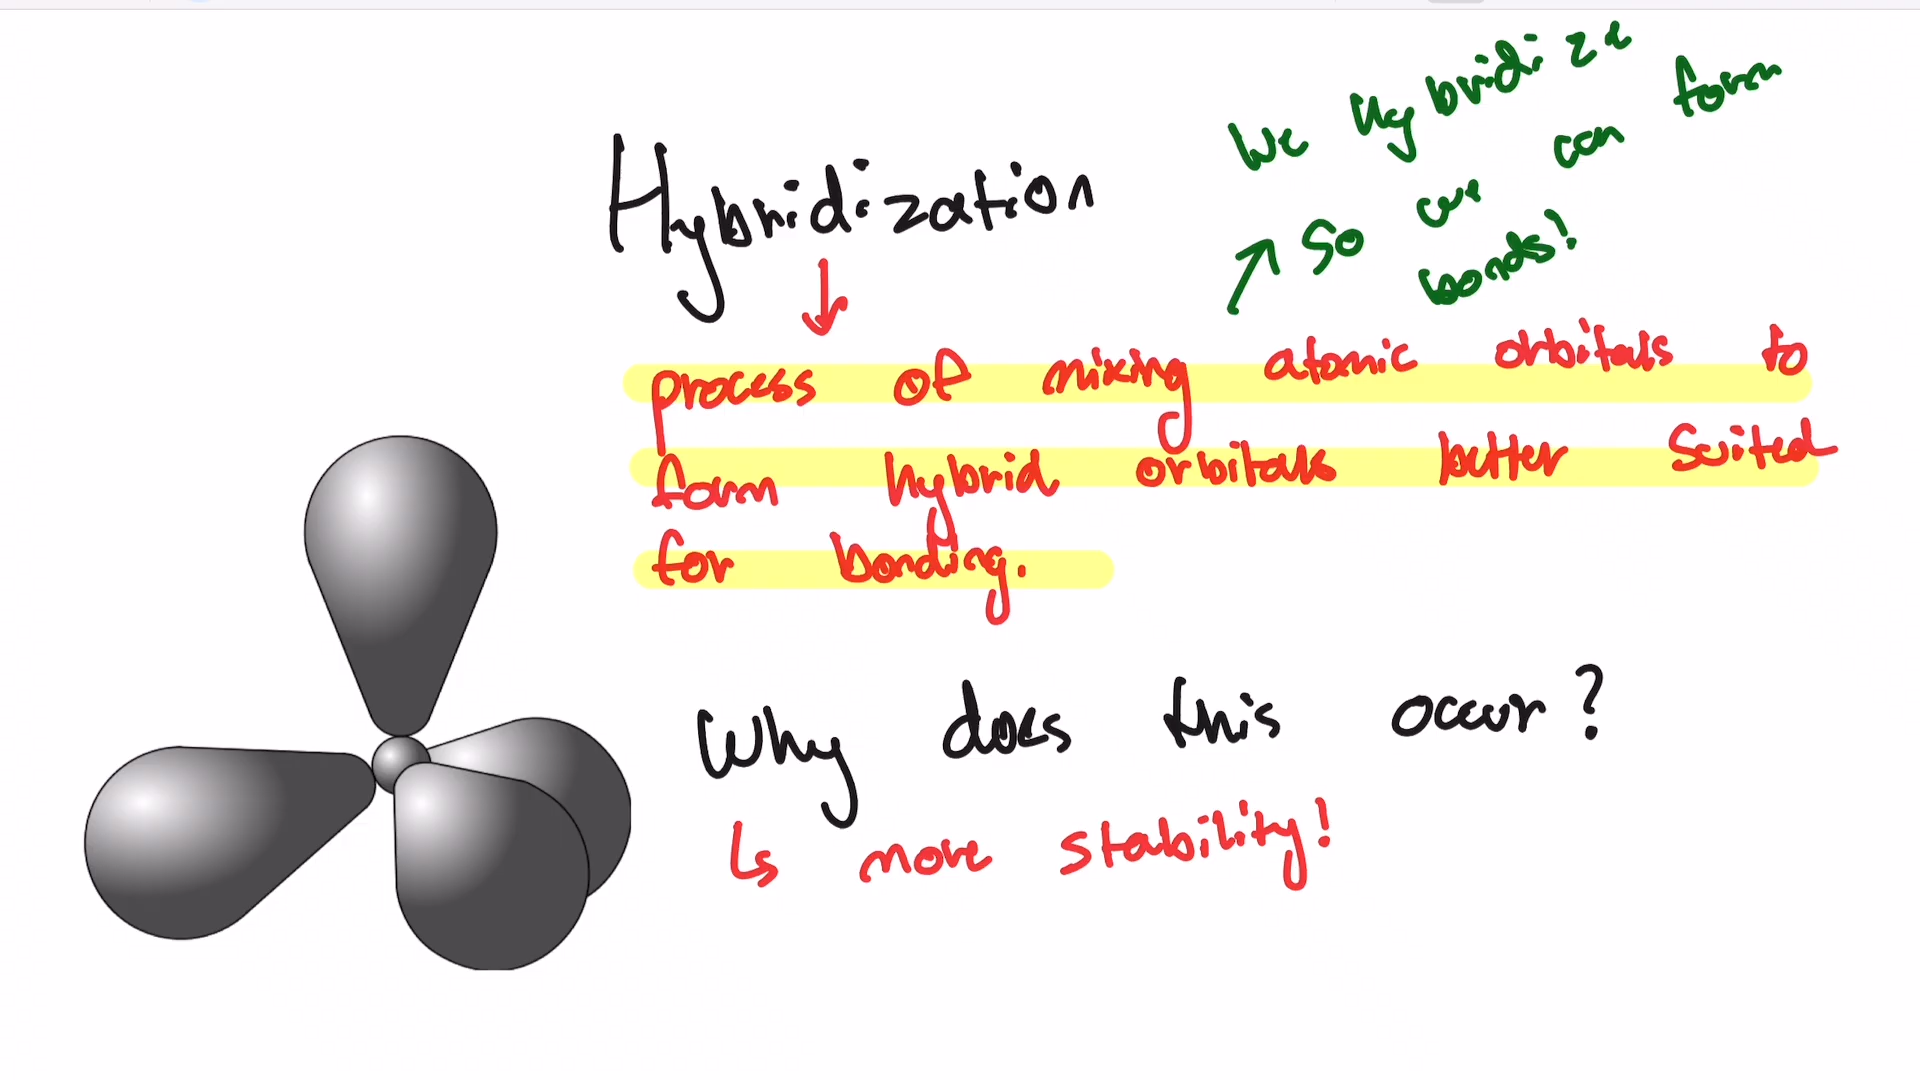 We Hybridize
so we can form
bonds!
Hybridization
process of mixing atomic orbitals to
form hybrid orbitals better suited
for bonding.
Why does this occur?
more stability!